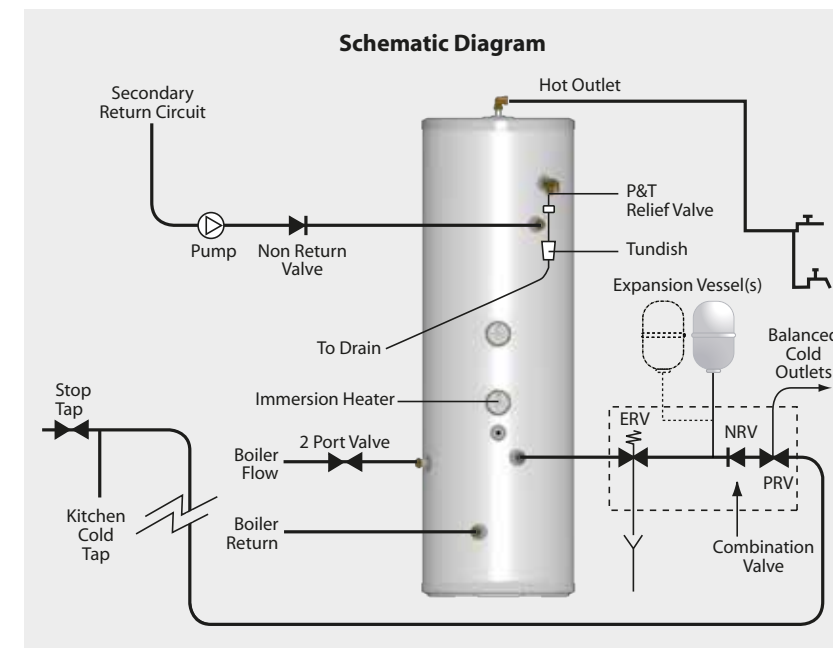 Schematic Diagram
Secondary
Return Circuit
Hot Outlet
P&T
Relief Valve
Pump
Non Return
Valve
Tundish
Expansion Vessel(s)
To Drain
Balanced
Cold
Outlets
Stop
Tap
Immersion Heater
ERV
NRV
2 Port Valve
Boiler
Flow
PRV
Kitchen
Cold
Tap
Boiler
Return
Combination
Valve